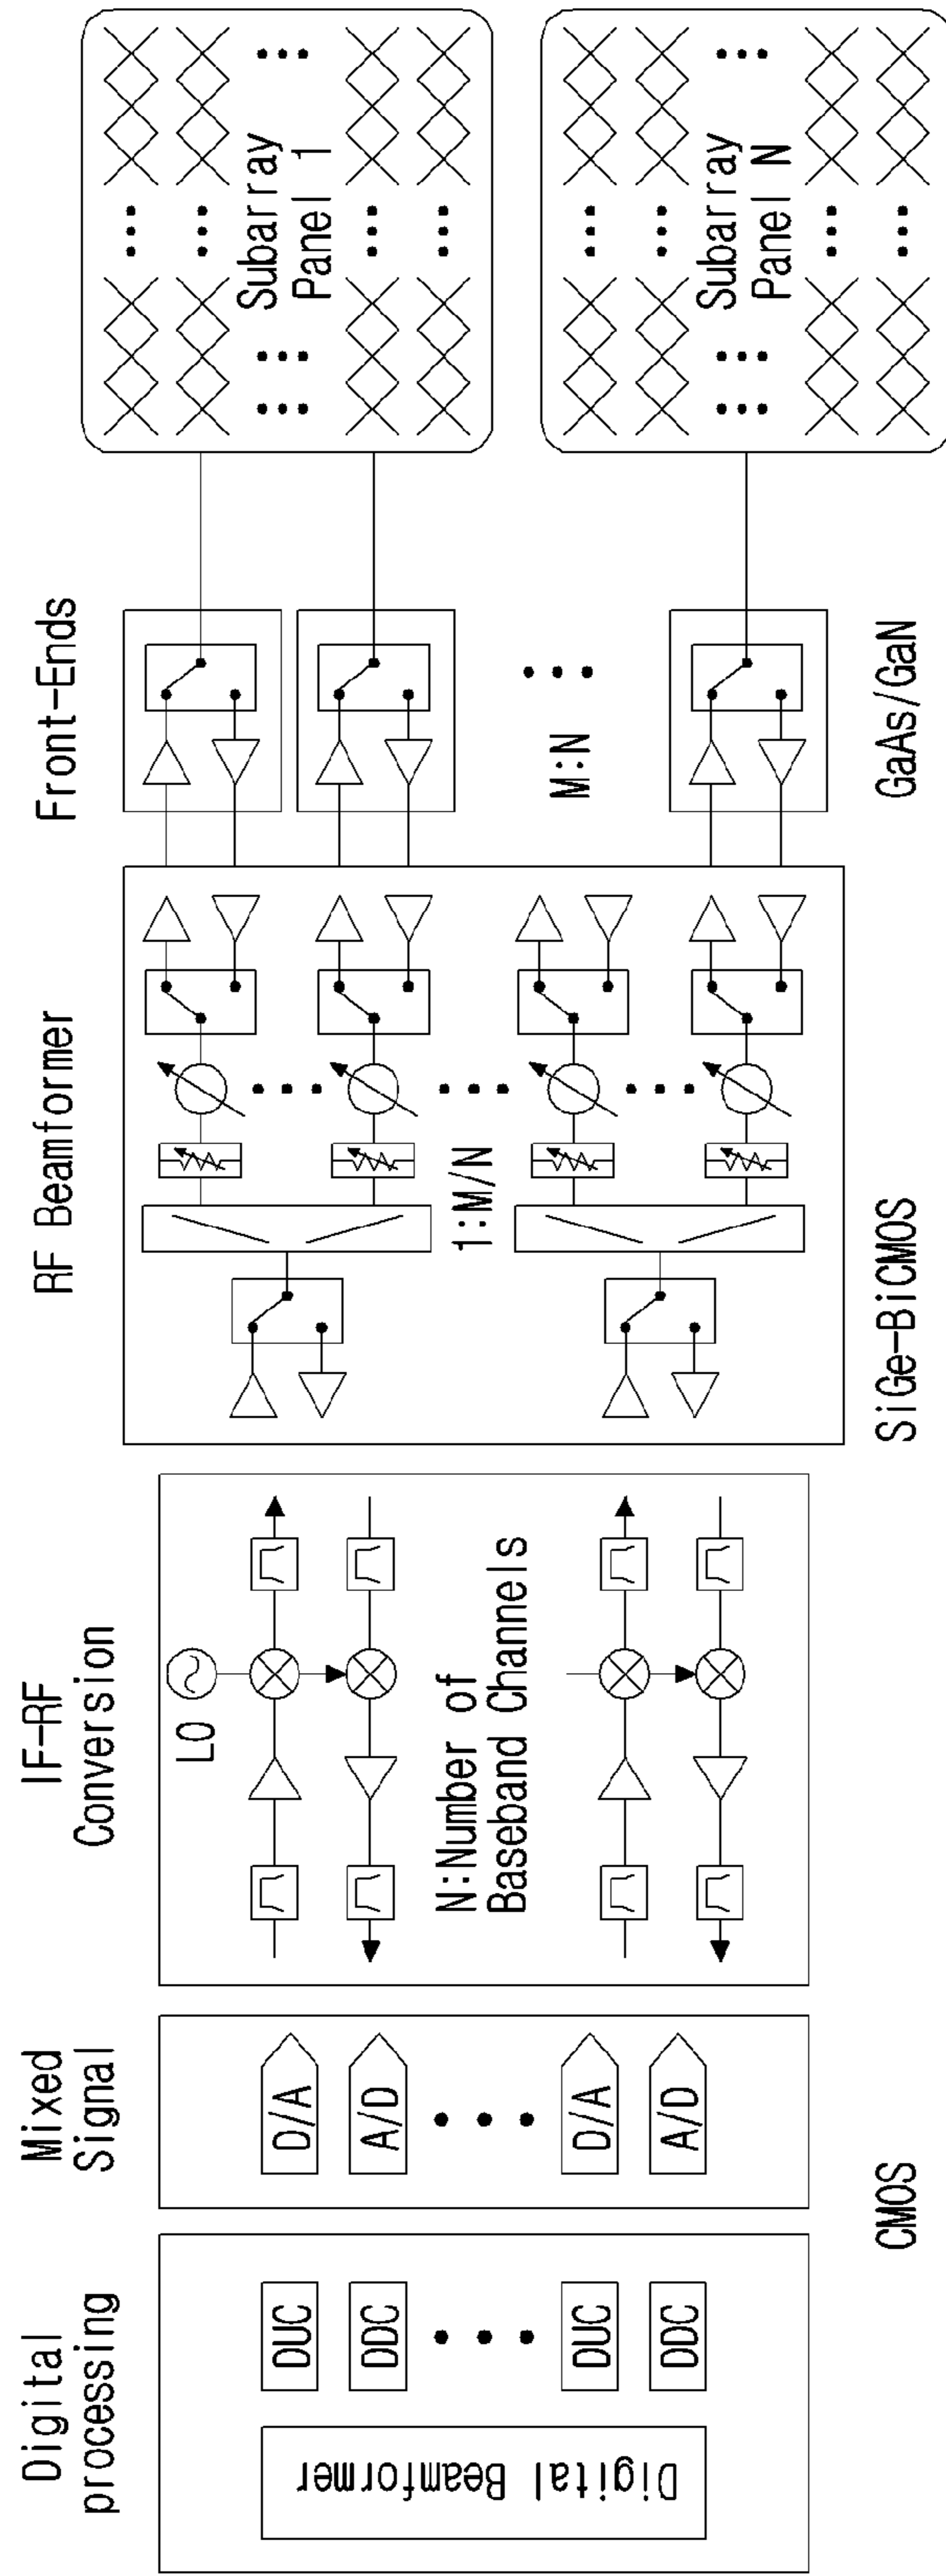 Digital
processing
Mixed
Signal
IF-RF
Conversion
RF Beamformer
Front-Ends
Digital Beamformer
DUC
DDC
DUC
DDC
D/A
A/D
D/A
A/D
LO
N:Number of
Baseband Channels
1:M/N
M:N
Subarray
Panel 1
Subarray
Panel N
CMOS
SiGe-BiCMOS
GaAs/GaN